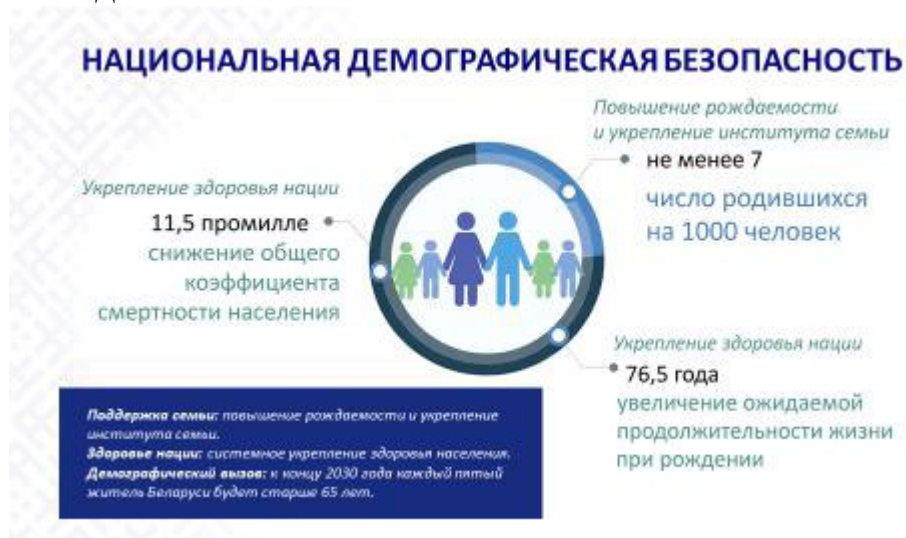 НАЦИОНАЛЬНАЯ ДЕМОГРАФИЧЕСКАЯ БЕЗОПАСНОСТЬ
Повышение рождаемости
и укрепление института семьи
не менее 7
число родившихся
на 1000 человек
Укрепление здоровья нации
11,5 промилле
снижение общего
коэффициента
смертности населения
Укрепление здоровья нации
76,5 года
увеличение ожидаемой
продолжительности жизни
при рождении
Поддержка семьи: повышение рождаемости и укрепление
института семьи.
Здоровье нации: системное укрепление здоровья населения.
Демографический вызов: к концу 2030 года каждый пятый
житель Беларуси будет старше 65 лет.